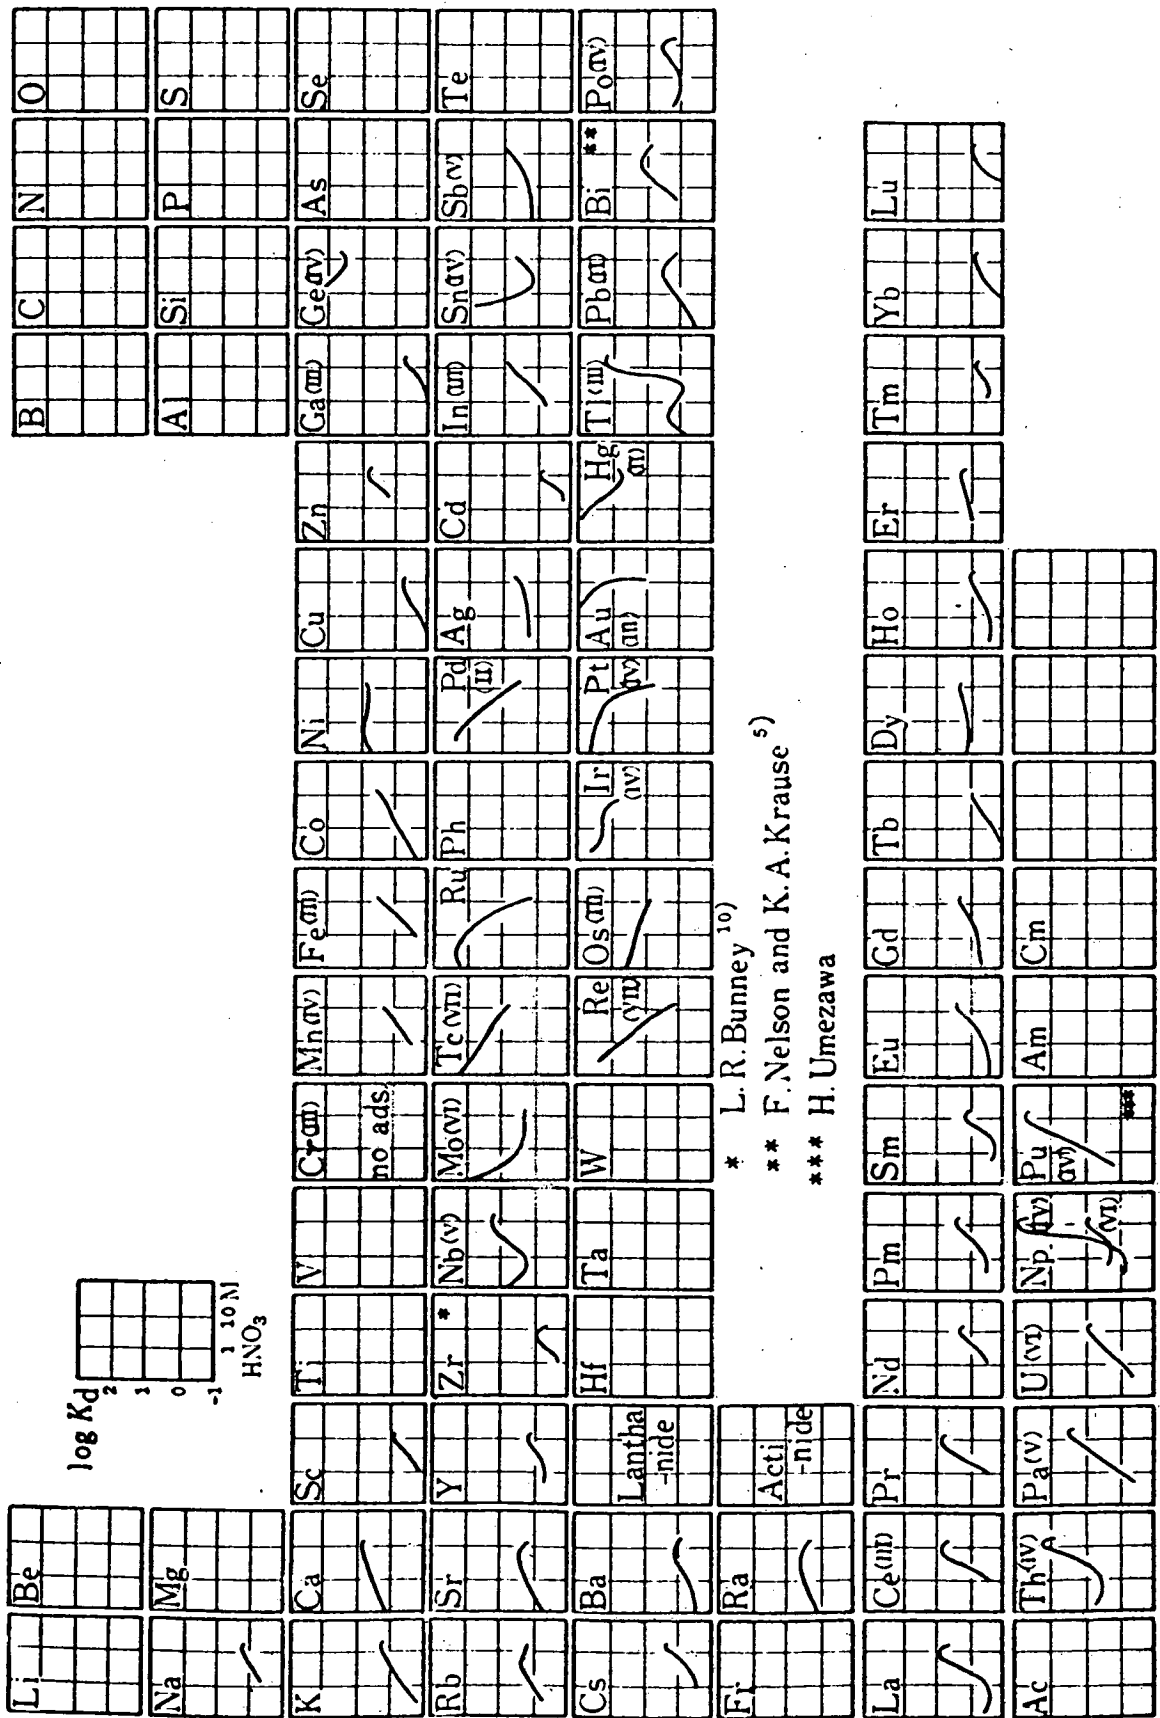 Li Be B C N O
log Kd
2
1
0
-1
1 10 M
HNO₃
Na Mg Al Si P S
K Ca Sc Ti V Cr(III) Mn(IV) Fe(III) Co Ni Cu Zn Ga(III) Ge(IV) As Se
no ads.
Rb Sr Y Zr * Nb(V) Mo(VI) Tc(VII) Ru Ph Pd (II) Ag Cd In(III) Sn(IV) Sb(V) Te
Cs Ba Lantha-nide Hf Ta W Re (VII) Os(III) Ir (IV) Pt (IV) Au (III) Hg (II) Tl(III) Pb(II) Bi ** Po(IV)
Fr Ra Acti-nide
* L.R.Bunney ¹⁰⁾
** F.Nelson and K.A.Krause ⁵⁾
*** H.Umezawa
La Ce(III) Pr Nd Pm Sm Eu Gd Tb Dy Ho Er Tm Yb Lu
Ac Th(IV) Pa(V) U(VI) Np (IV) (VI) Pu (IV) *** Am Cm